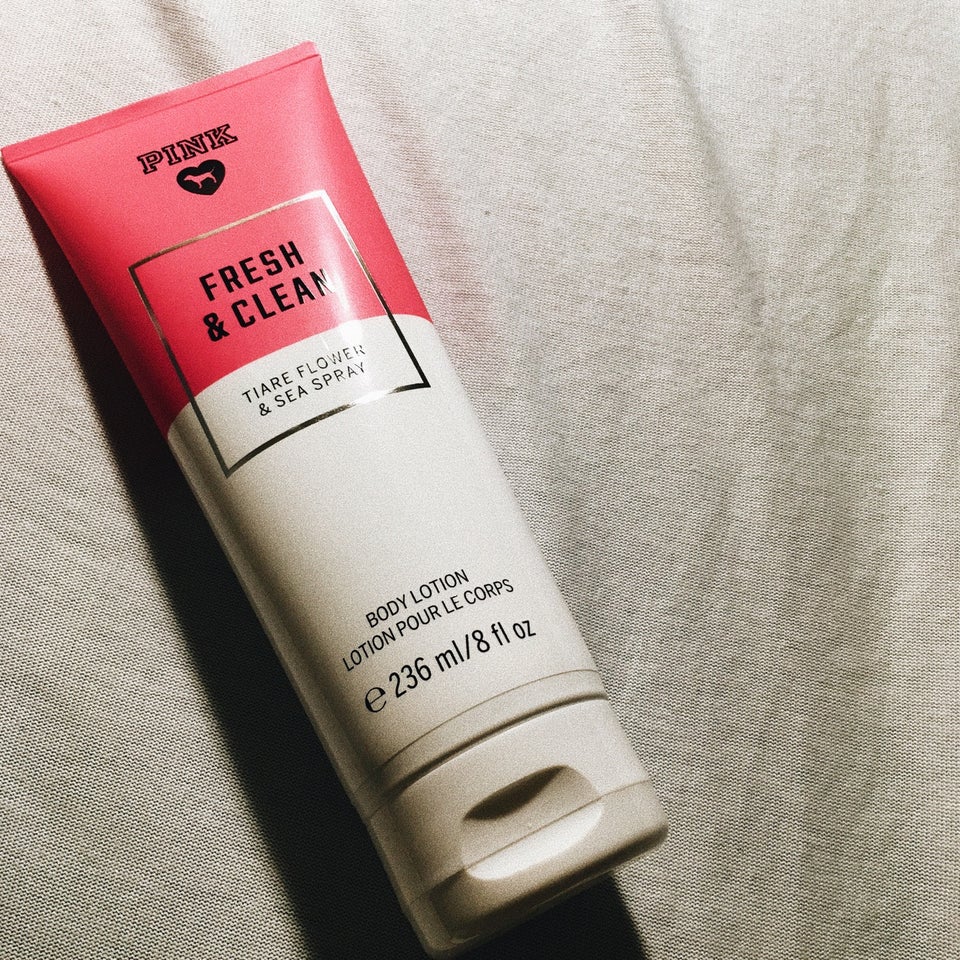 PINK
FRESH
& CLEAN
TIARE FLOWER
& SEA SPRAY
BODY LOTION
LOTION POUR LE CORPS
℮ 236 ml/8 fl oz